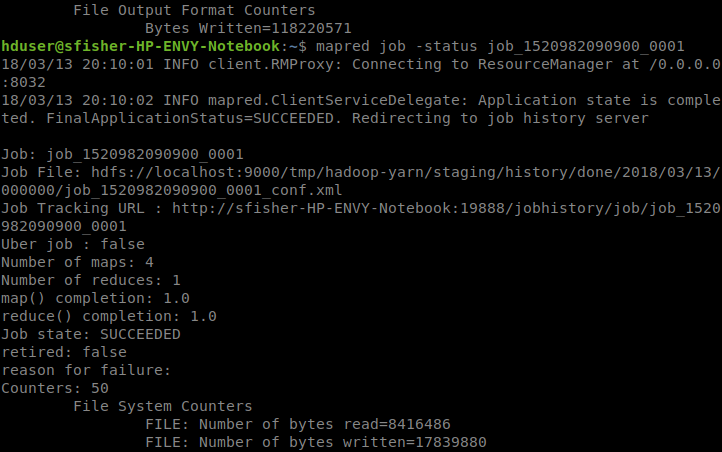 File Output Format Counters
Bytes Written=118220571
hduser@sfisher-HP-ENVY-Notebook:~$ mapred job -status job_1520982090900_0001
18/03/13 20:10:01 INFO client.RMProxy: Connecting to ResourceManager at /0.0.0.0
:8032
18/03/13 20:10:02 INFO mapred.ClientServiceDelegate: Application state is comple
ted. FinalApplicationStatus=SUCCEEDED. Redirecting to job history server
Job: job_1520982090900_0001
Job File: hdfs://localhost:9000/tmp/hadoop-yarn/staging/history/done/2018/03/13/
000000/job_1520982090900_0001_conf.xml
Job Tracking URL : http://sfisher-HP-ENVY-Notebook:19888/jobhistory/job/job_1520
982090900_0001
Uber job : false
Number of maps: 4
Number of reduces: 1
map() completion: 1.0
reduce() completion: 1.0
Job state: SUCCEEDED
retired: false
reason for failure:
Counters: 50
File System Counters
FILE: Number of bytes read=8416486
FILE: Number of bytes written=17839880